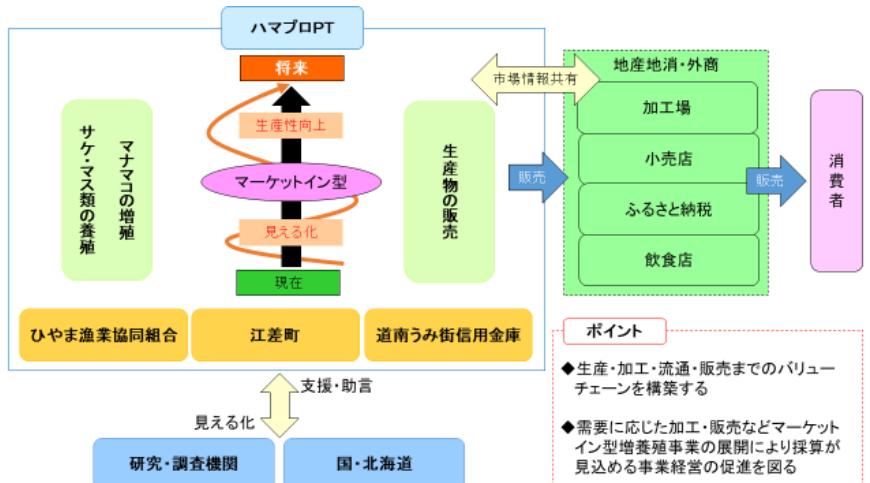 ハマプロPT
将来
生産性向上
マーケットイン型
見える化
現在
マナマコの増殖
サケ・マス類の養殖
生産物の販売
ひやま漁業協同組合
江差町
道南うみ街信用金庫
市場情報共有
販売
地産地消・外商
加工場
小売店
ふるさと納税
飲食店
販売
消費者
支援・助言
見える化
研究・調査機関
国・北海道
ポイント
◆生産・加工・流通・販売までのバリュー
チェーンを構築する
◆需要に応じた加工・販売などマーケット
イン型増養殖事業の展開により採算が
見込める事業経営の促進を図る